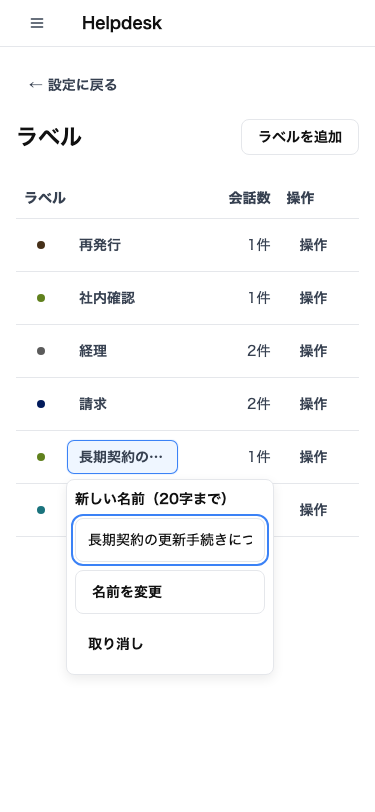 Helpdesk
← 設定に戻る
ラベル
ラベルを追加
ラベル 会話数 操作
再発行 1件 操作
社内確認 1件 操作
経理 2件 操作
請求 2件 操作
長期契約の… 1件 操作
操作
新しい名前（20字まで）
長期契約の更新手続きにつ
名前を変更
取り消し